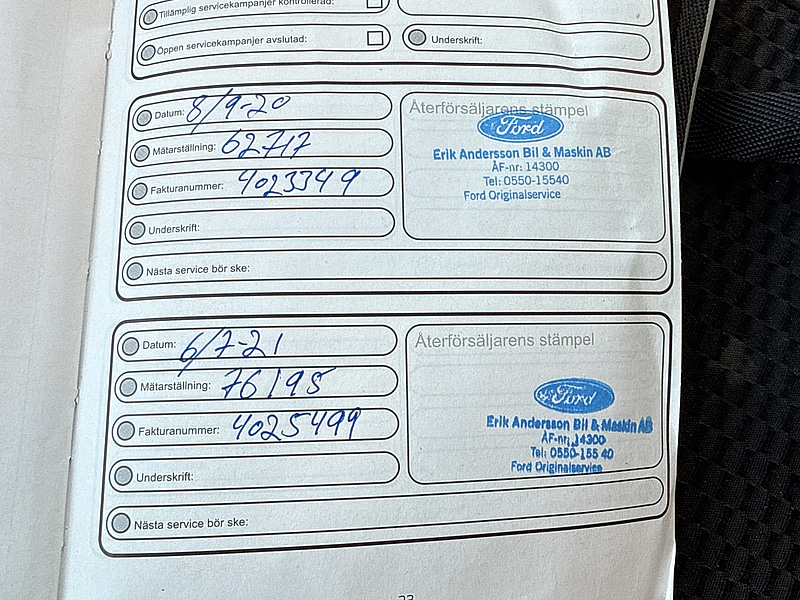 Tillämplig servicekampanjer kontrollerad:
Öppen servicekampanjer avslutad:
Underskrift:
Datum: 8/9-20
Mätarställning: 62717
Fakturanummer: 4023349
Underskrift:
Nästa service bör ske:
Återförsäljarens stämpel
Ford
Erik Andersson Bil & Maskin AB
ÅF-nr: 14300
Tel: 0550-15540
Ford Originalservice
Datum: 6/7-21
Mätarställning: 76195
Fakturanummer: 4025499
Underskrift:
Nästa service bör ske:
Återförsäljarens stämpel
Ford
Erik Andersson Bil & Maskin AB
ÅF-nr: 14300
Tel: 0550-155 40
Ford Originalservice